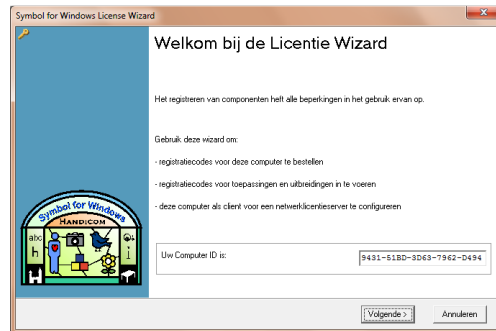 Symbol for Windows License Wizard
Welkom bij de Licentie Wizard
Het registreren van componenten heft alle beperkingen in het gebruik ervan op.
Gebruik deze wizard om:
- registratiecodes voor deze computer te bestellen
- registratiecodes voor toepassingen en uitbreidingen in te voeren
- deze computer als client voor een netwerklicentieserver te configureren
Symbol for Windows
HANDICOM
abc
h
i
Uw Computer ID is:
9431-51BD-3D63-7962-D494
Volgende >
Annuleren